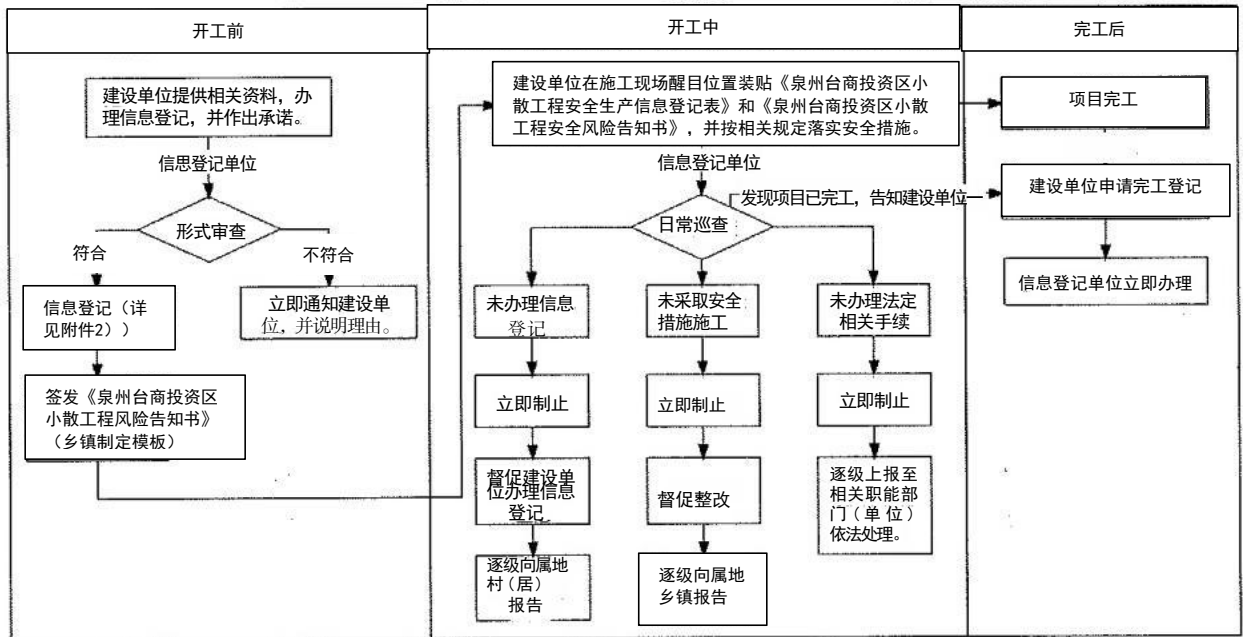 开工前
开工中
完工后
建设单位提供相关资料，办
理信息登记，并作出承诺。
信思登记单位
形式审查
符合
不符合
信息登记（详
见附件2））
立即通知建设单
位，并说明理由。
签发《泉州台商投资区
小散工程风险告知书》
（乡镇制定模板）
建设单位在施工现场醒目位置装贴《泉州台商投资区小
散工程安全生产信息登记表》和《泉州台商投资区小散
工程安全风险告知书》，并按相关规定落实安全措施。
信息登记单位
日常巡查
发现项目已完工，告知建设单位
未办理信息
登记
立即制止
督促建设单
位办理信息
登记
逐级向属地
村（居）
报告
未采取安全
措施施工
立即制止
督促整改
逐级向属地
乡镇报告
未办理法定
相关手续
立即制止
逐级上报至
相关职能部
门（单 位）
依法处理。
项目完工
建设单位申请完工登记
信息登记单位立即办理